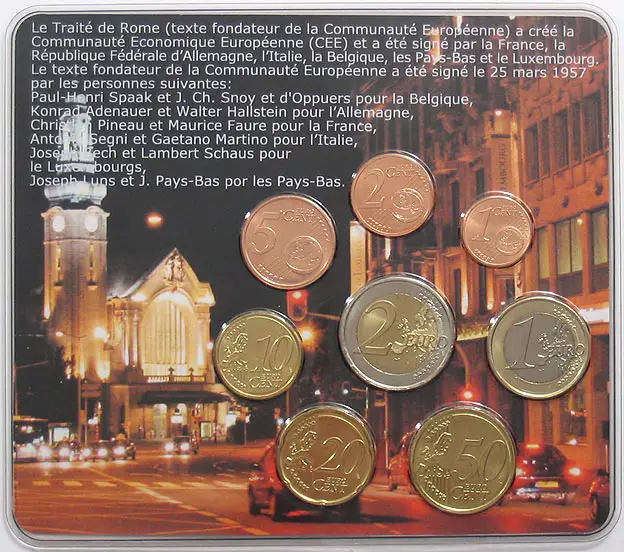 Le Traité de Rome (texte fondateur de la Communauté Européenne) a créé la
Communauté Economique Européenne (CEE) et a été signé par la France, la
République Fédérale d'Allemagne, l'Italie, la Belgique, les Pays-Bas et le Luxembourg.
Le texte fondateur de la Communauté Européenne a été signé le 25 mars 1957
par les personnes suivantes:
Paul-Henri Spaak et J. Ch. Snoy et d'Oppuers pour la Belgique,
Konrad Adenauer et Walter Hallstein pour l'Allemagne,
Pineau et Maurice Faure pour la France,
Segni et Gaetano Martino pour l'Italie,
Joseph Bech et Lambert Schaus pour
le Luxembourgs,
Joseph Luns et J. Pays-Bas por les Pays-Bas.
2 EURO CENT
5 EURO CENT
1 EURO CENT
10 EURO CENT
2 EURO
1 EURO
20 EURO CENT
50 EURO CENT